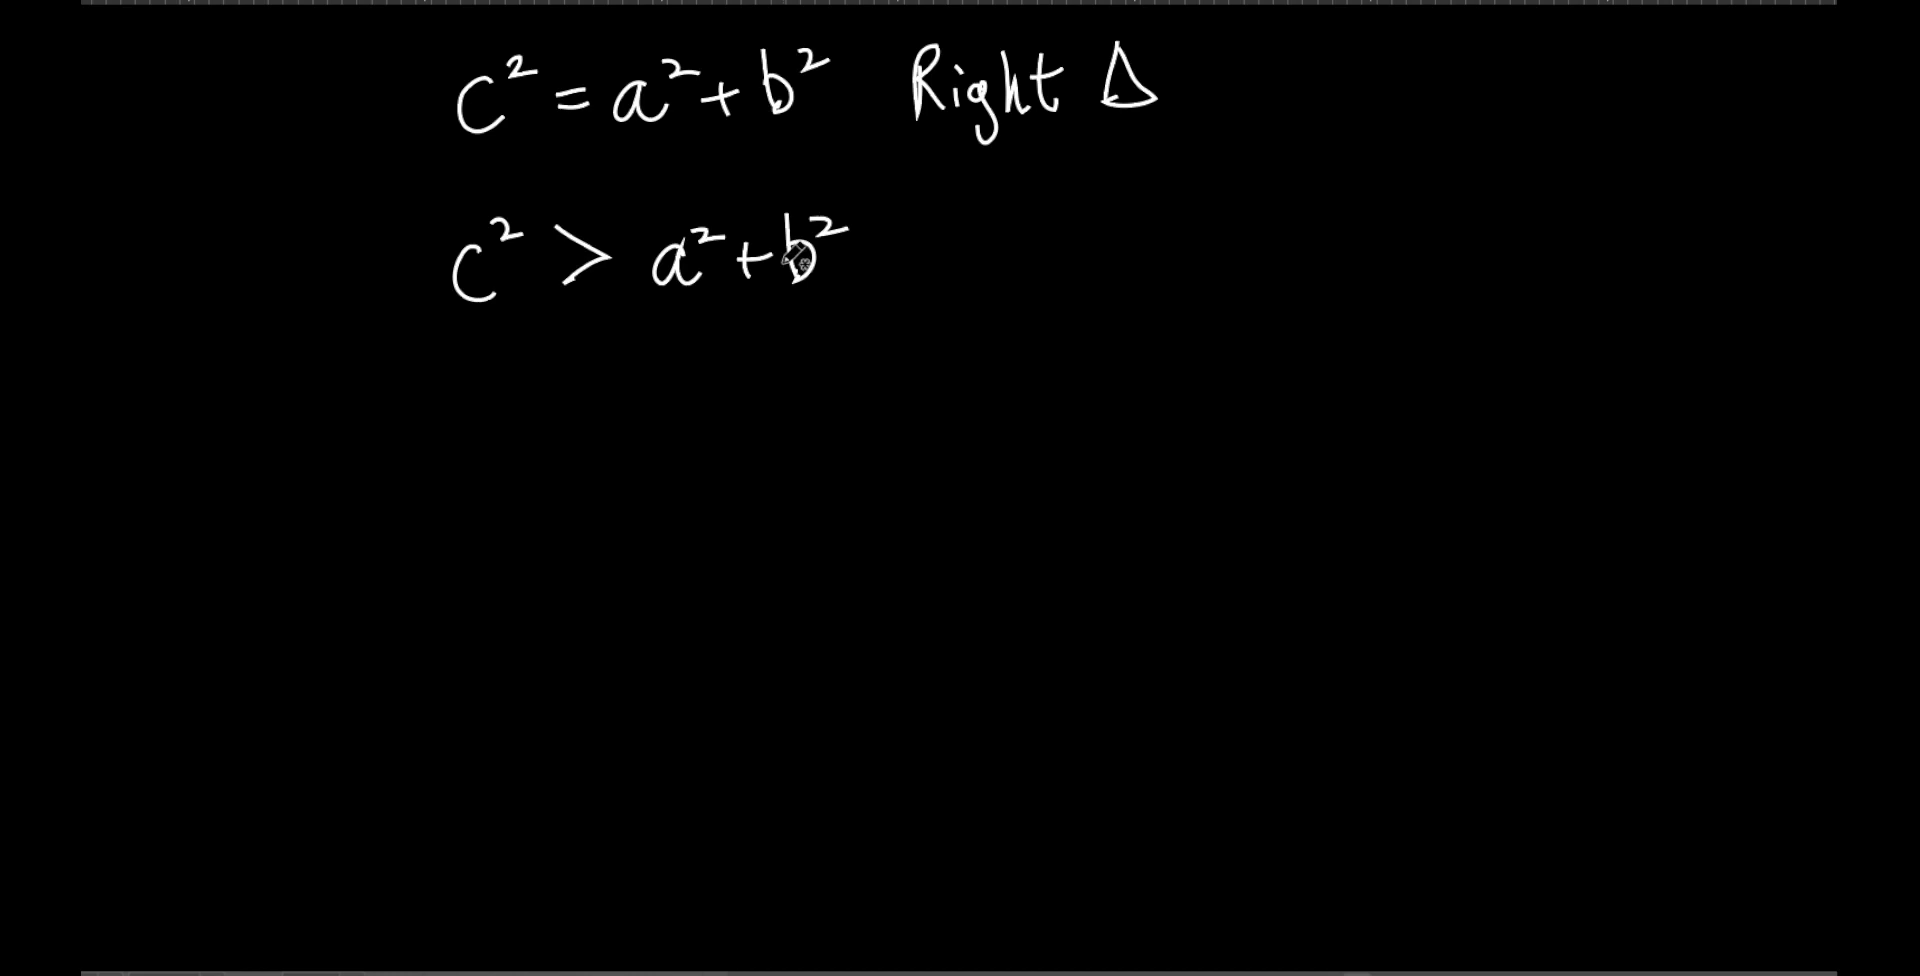 c² = a² + b² Right Δ
c² > a² + b²